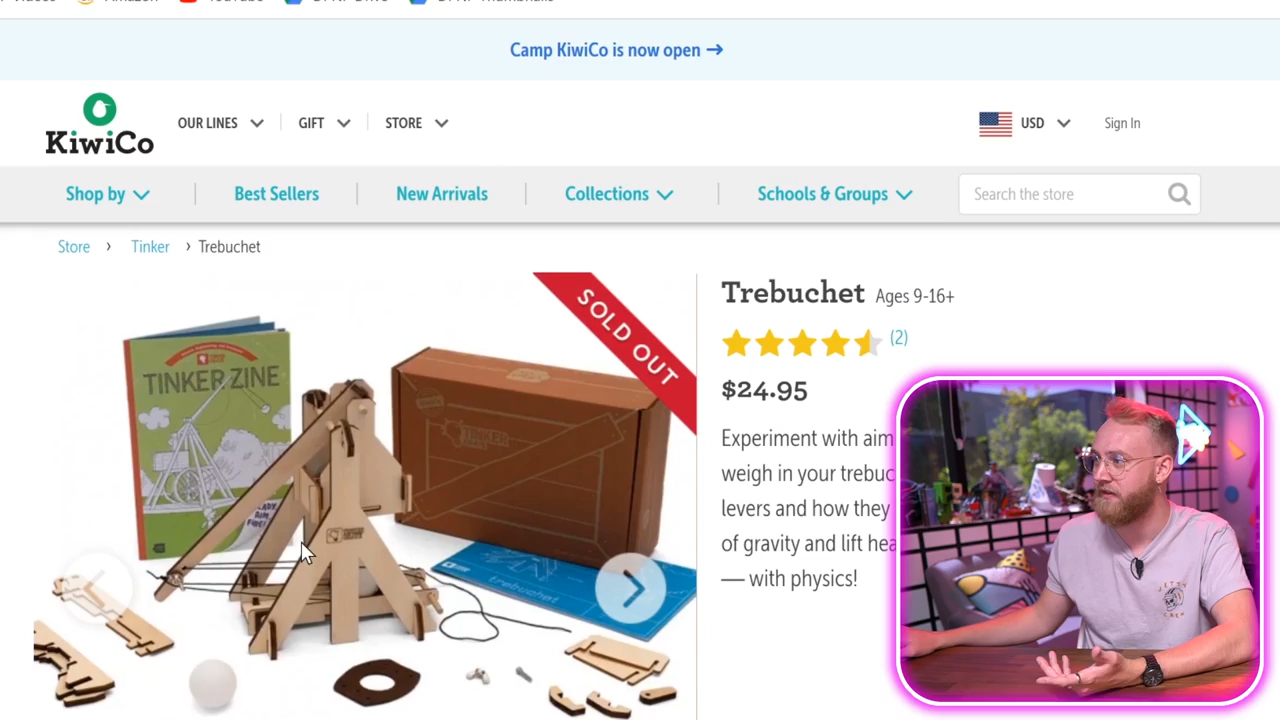 Amazon
YouTube
Camp KiwiCo is now open →
KiwiCo
OUR LINES
GIFT
STORE
USD
Sign In
Shop by
Best Sellers
New Arrivals
Collections
Schools & Groups
Search the store
Store › Tinker › Trebuchet
SOLD OUT
TINKER ZINE
trebuchet
Trebuchet Ages 9-16+
(2)
$24.95
Experiment with aim
weigh in your trebuc
levers and how they
of gravity and lift hea
— with physics!